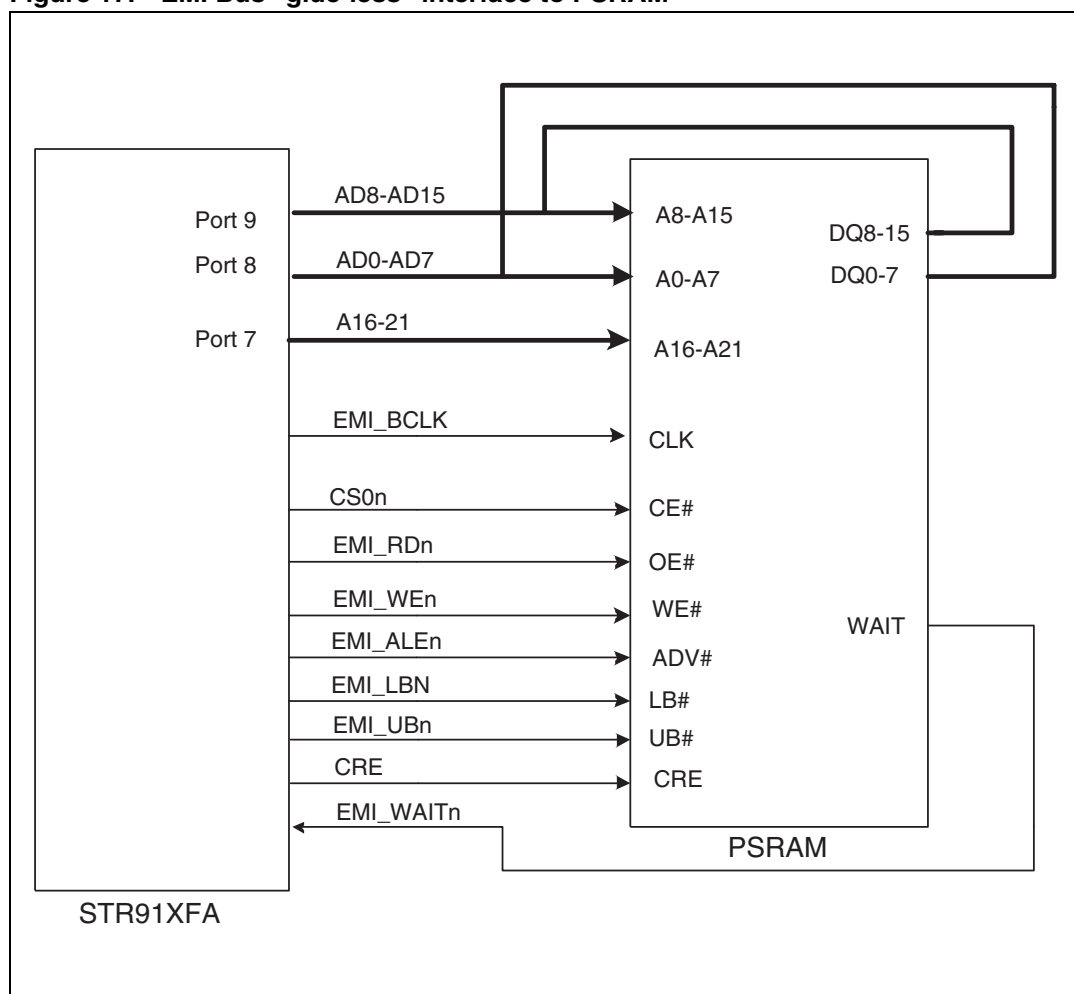 AD8-AD15
Port 9
A8-A15
DQ8-15
AD0-AD7
Port 8
A0-A7
DQ0-7
A16-21
Port 7
A16-A21
EMI_BCLK
CLK
CS0n
CE#
EMI_RDn
OE#
EMI_WEn
WE#
WAIT
EMI_ALEn
ADV#
EMI_LBN
LB#
EMI_UBn
UB#
CRE
CRE
EMI_WAITn
PSRAM
STR91XFA